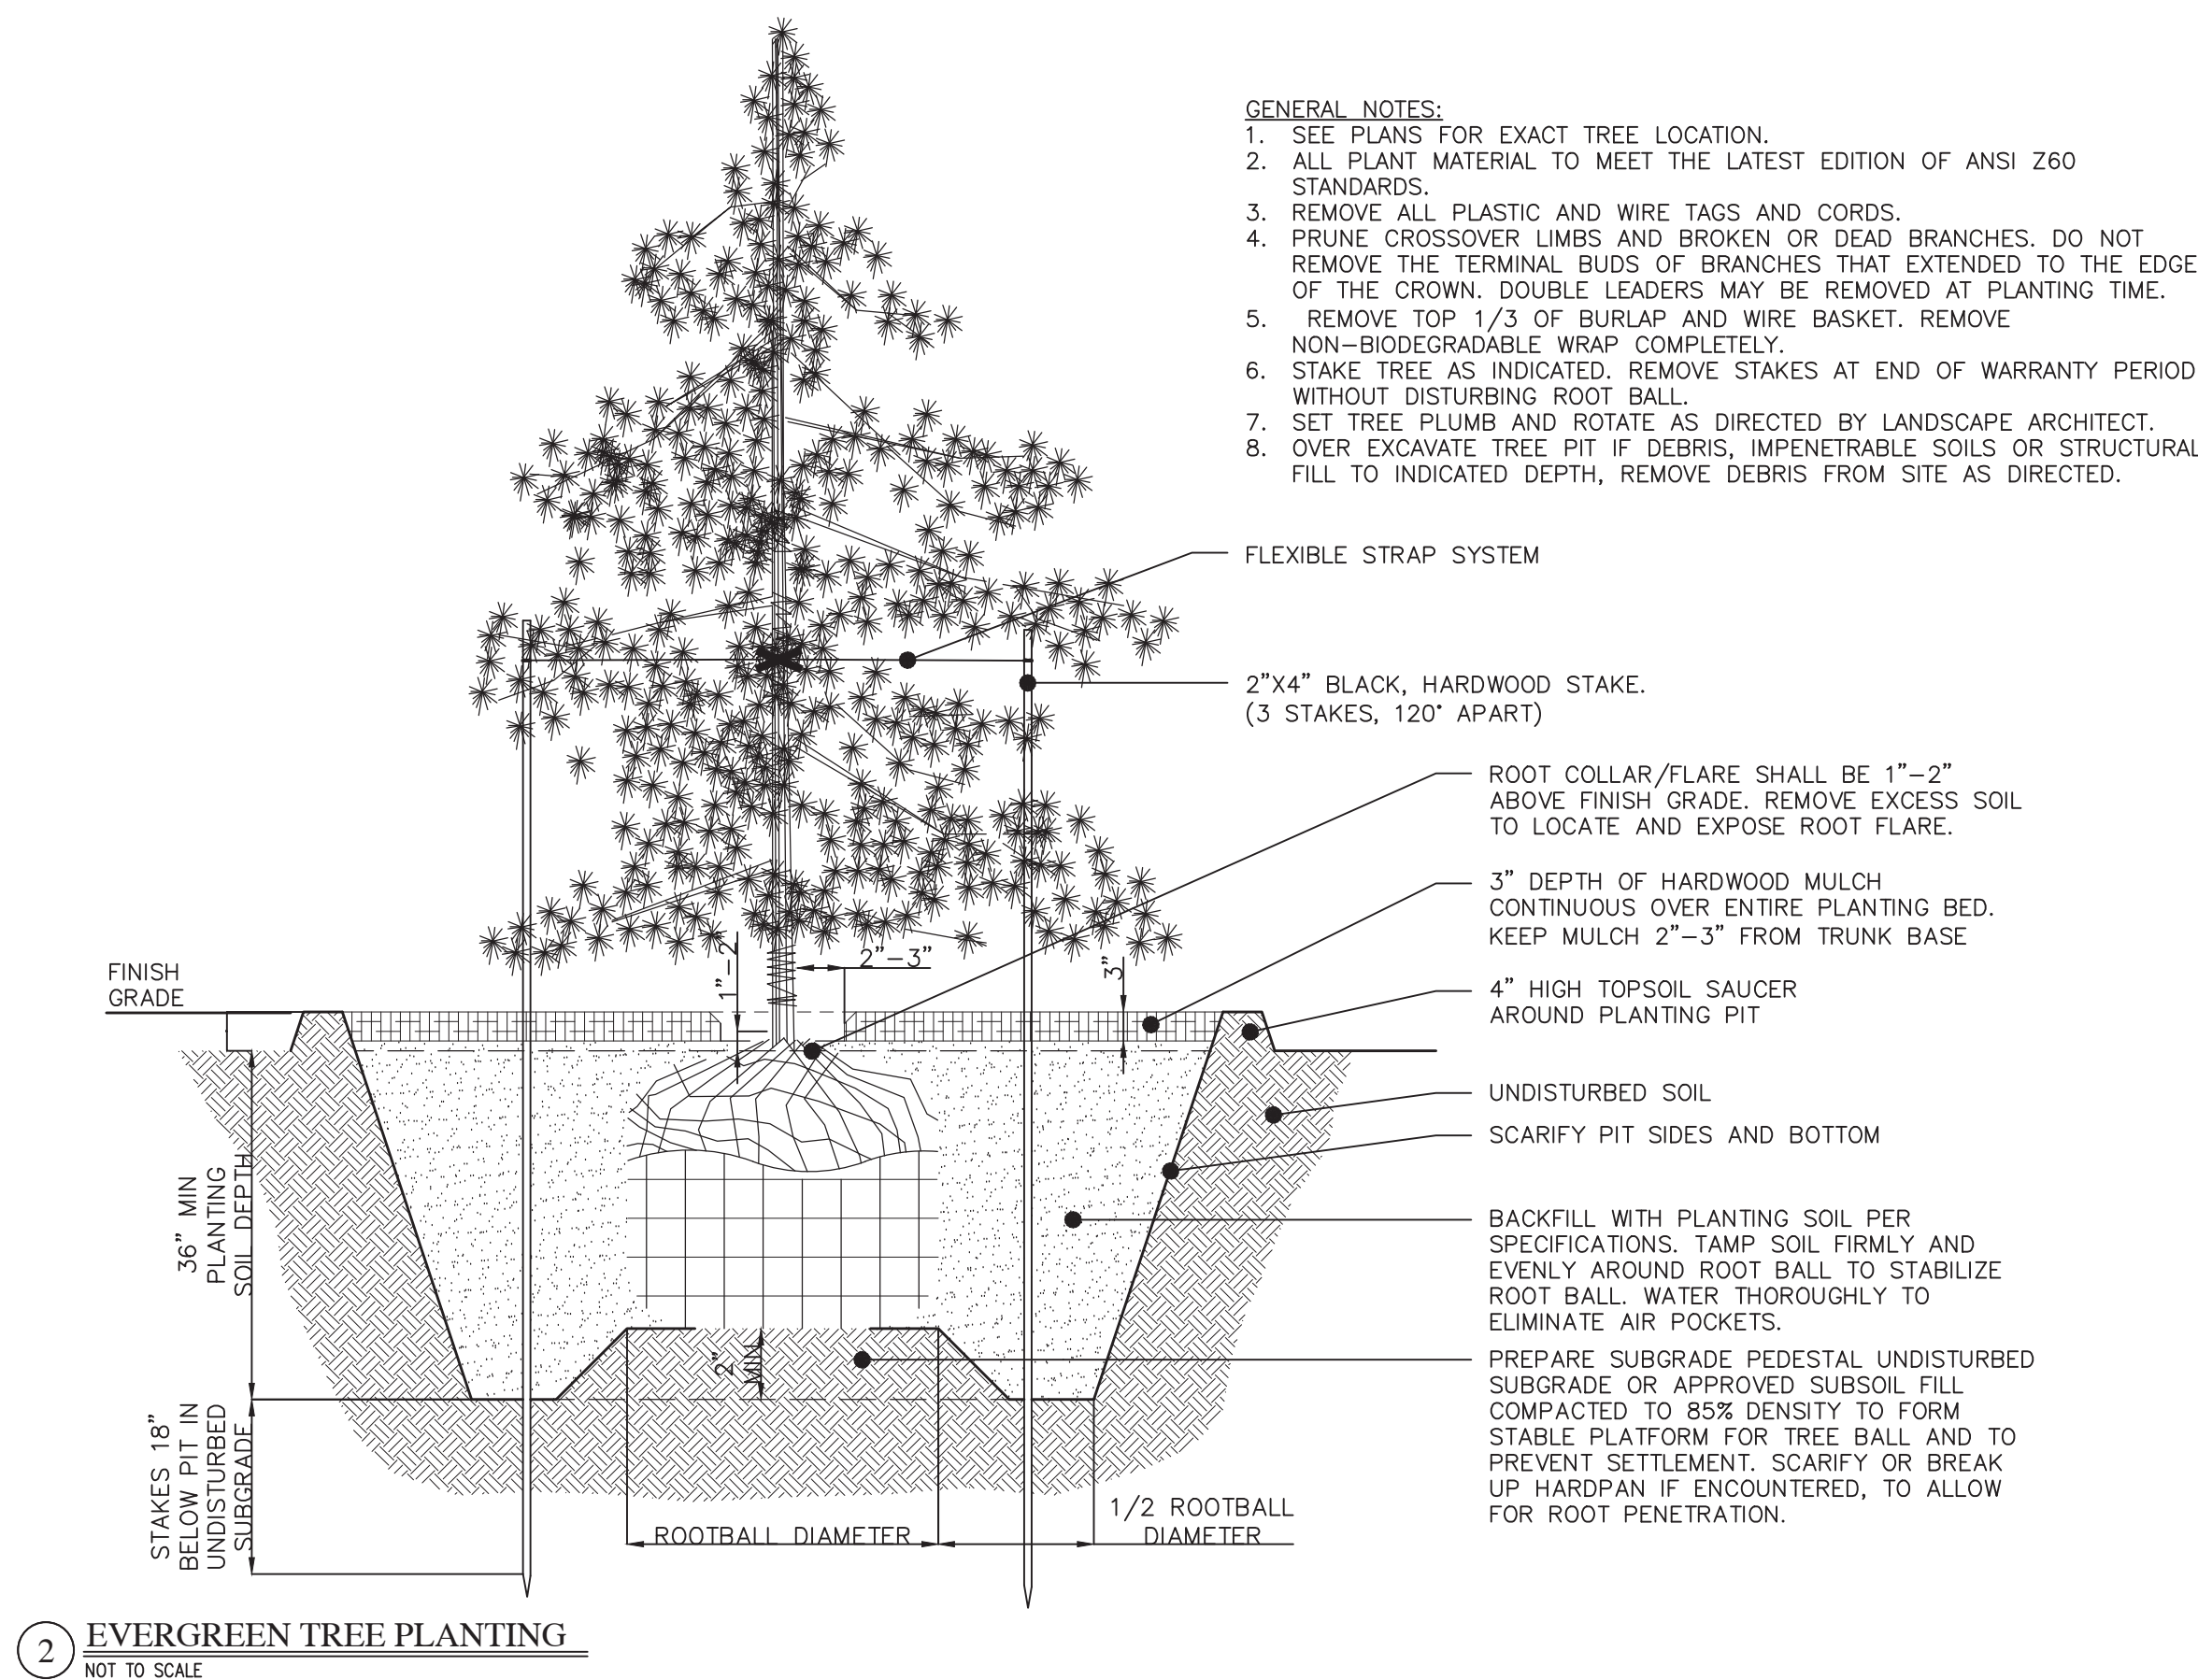 GENERAL NOTES:
1. SEE PLANS FOR EXACT TREE LOCATION.
2. ALL PLANT MATERIAL TO MEET THE LATEST EDITION OF ANSI Z60
STANDARDS.
3. REMOVE ALL PLASTIC AND WIRE TAGS AND CORDS.
4. PRUNE CROSSOVER LIMBS AND BROKEN OR DEAD BRANCHES. DO NOT
REMOVE THE TERMINAL BUDS OF BRANCHES THAT EXTENDED TO THE EDGE
OF THE CROWN. DOUBLE LEADERS MAY BE REMOVED AT PLANTING TIME.
5. REMOVE TOP 1/3 OF BURLAP AND WIRE BASKET. REMOVE
NON-BIODEGRADABLE WRAP COMPLETELY.
6. STAKE TREE AS INDICATED. REMOVE STAKES AT END OF WARRANTY PERIOD
WITHOUT DISTURBING ROOT BALL.
7. SET TREE PLUMB AND ROTATE AS DIRECTED BY LANDSCAPE ARCHITECT.
8. OVER EXCAVATE TREE PIT IF DEBRIS, IMPENETRABLE SOILS OR STRUCTURAL
FILL TO INDICATED DEPTH, REMOVE DEBRIS FROM SITE AS DIRECTED.
FLEXIBLE STRAP SYSTEM
2"X4" BLACK, HARDWOOD STAKE.
(3 STAKES, 120° APART)
ROOT COLLAR/FLARE SHALL BE 1"-2"
ABOVE FINISH GRADE. REMOVE EXCESS SOIL
TO LOCATE AND EXPOSE ROOT FLARE.
3" DEPTH OF HARDWOOD MULCH
CONTINUOUS OVER ENTIRE PLANTING BED.
KEEP MULCH 2"-3" FROM TRUNK BASE
1"-2"
2"-3"
3"
FINISH
GRADE
4" HIGH TOPSOIL SAUCER
AROUND PLANTING PIT
UNDISTURBED SOIL
SCARIFY PIT SIDES AND BOTTOM
36" MIN
PLANTING
SOIL DEPTH
BACKFILL WITH PLANTING SOIL PER
SPECIFICATIONS. TAMP SOIL FIRMLY AND
EVENLY AROUND ROOT BALL TO STABILIZE
ROOT BALL. WATER THOROUGHLY TO
ELIMINATE AIR POCKETS.
2"
MIN
PREPARE SUBGRADE PEDESTAL UNDISTURBED
SUBGRADE OR APPROVED SUBSOIL FILL
COMPACTED TO 85% DENSITY TO FORM
STABLE PLATFORM FOR TREE BALL AND TO
PREVENT SETTLEMENT. SCARIFY OR BREAK
UP HARDPAN IF ENCOUNTERED, TO ALLOW
FOR ROOT PENETRATION.
STAKES 18"
BELOW PIT IN
UNDISTURBED
SUBGRADE
ROOTBALL DIAMETER
1/2 ROOTBALL
DIAMETER
2 EVERGREEN TREE PLANTING
NOT TO SCALE